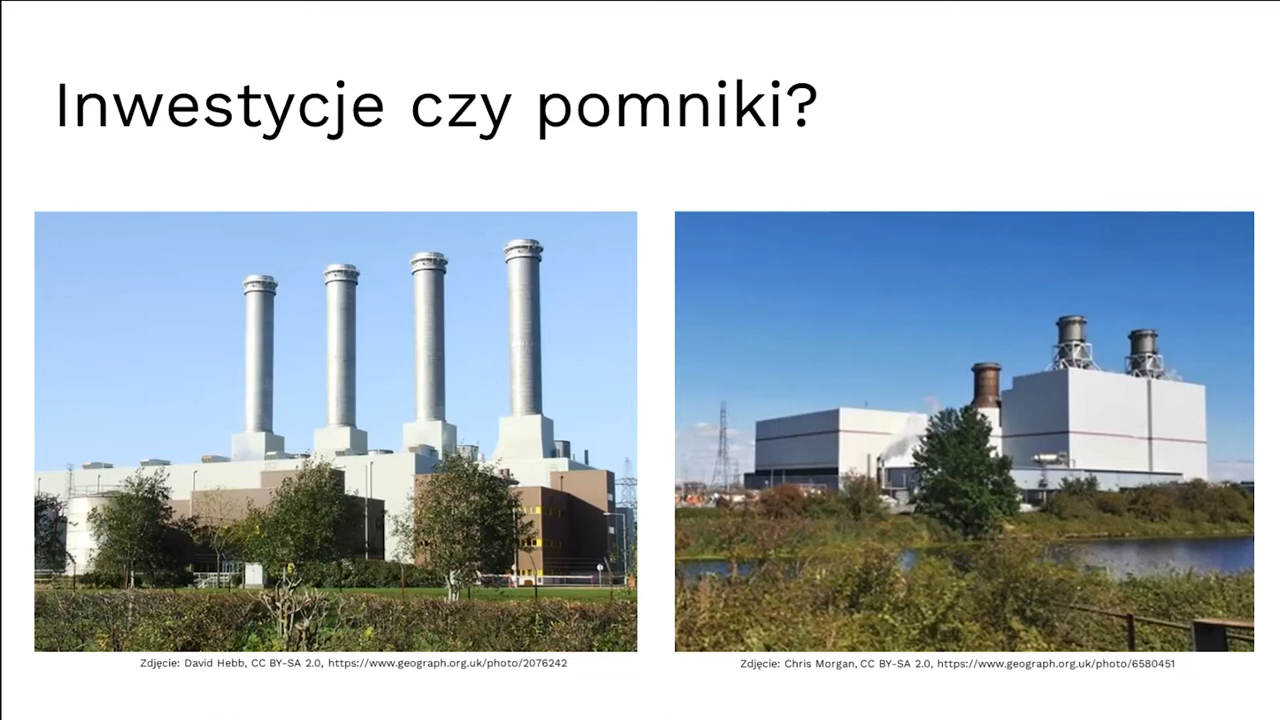 Inwestycje czy pomniki?
Zdjęcie: David Hebb, CC BY-SA 2.0, https://www.geograph.org.uk/photo/2076242
Zdjęcie: Chris Morgan, CC BY-SA 2.0, https://www.geograph.org.uk/photo/6580451